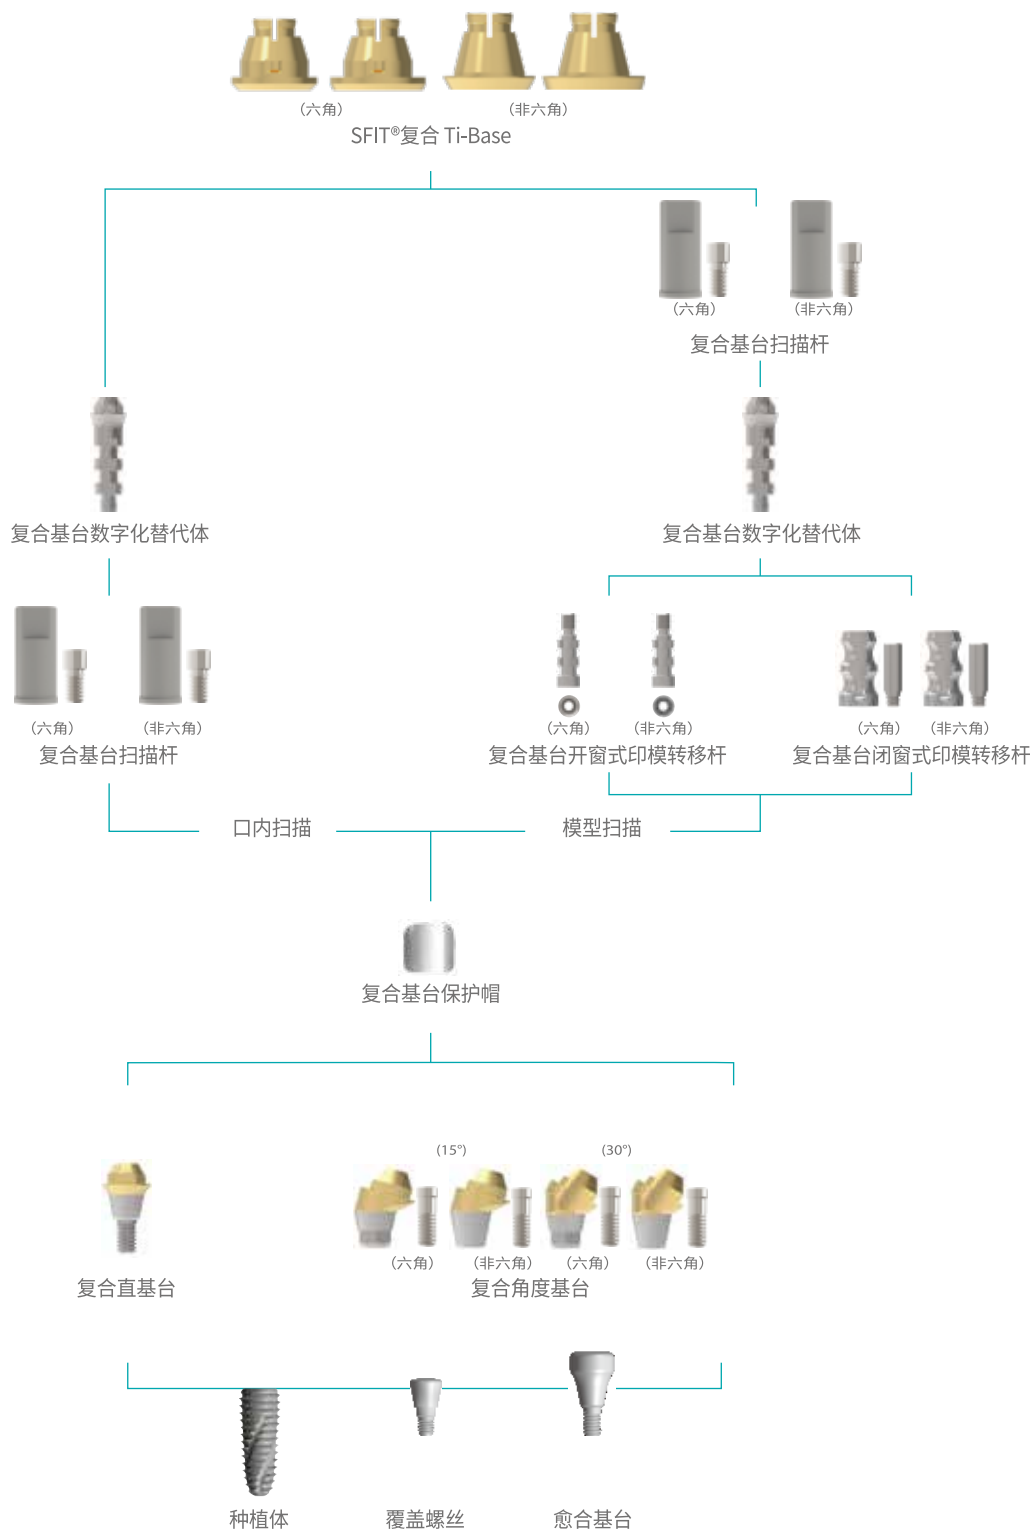 （六角） （非六角）
SFIT®复合 Ti-Base
（六角） （非六角）
复合基台扫描杆
复合基台数字化替代体 复合基台数字化替代体
（六角） （非六角） （六角） （非六角） （六角） （非六角）
复合基台扫描杆 复合基台开窗式印模转移杆 复合基台闭窗式印模转移杆
口内扫描 模型扫描
复合基台保护帽
(15°) (30°)
（六角） （非六角） （六角） （非六角）
复合直基台 复合角度基台
种植体 覆盖螺丝 愈合基台